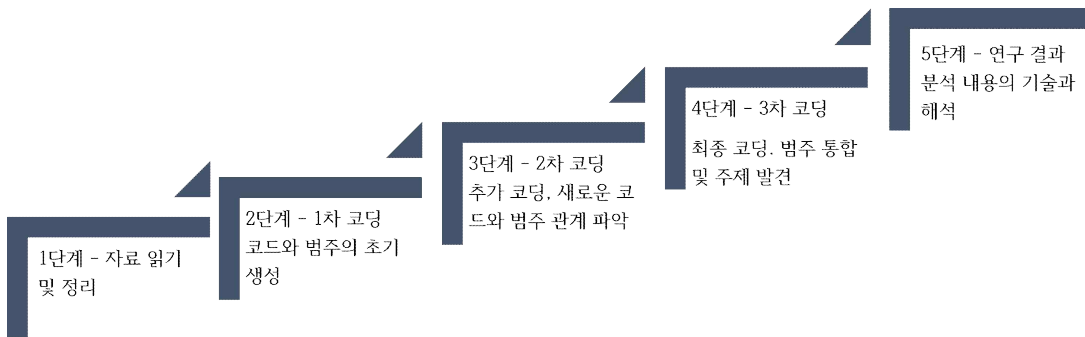 1단계 - 자료 읽기
및 정리
2단계 - 1차 코딩
코드와 범주의 초기
생성
3단계 - 2차 코딩
추가 코딩, 새로운 코
드와 범주 관계 파악
4단계 - 3차 코딩
최종 코딩. 범주 통합
및 주제 발견
5단계 - 연구 결과
분석 내용의 기술과
해석